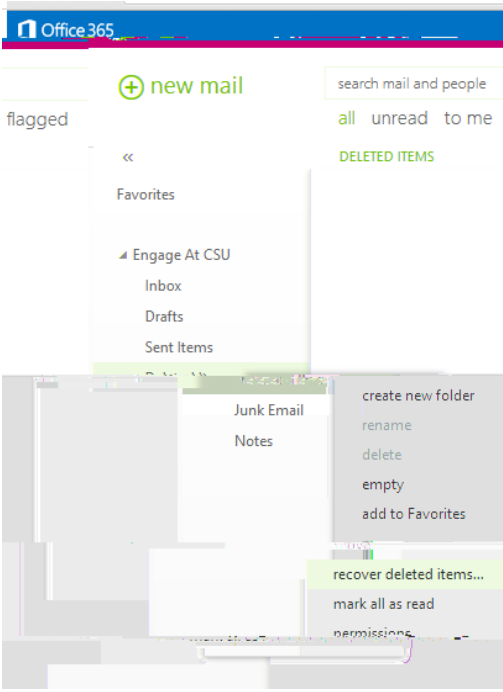 Office 365
new mail
search mail and people
flagged
all unread to me
«
DELETED ITEMS
Favorites
Engage At CSU
Inbox
Drafts
Sent Items
create new folder
Junk Email
rename
Notes
delete
empty
add to Favorites
recover deleted items...
mark all as read
permissions